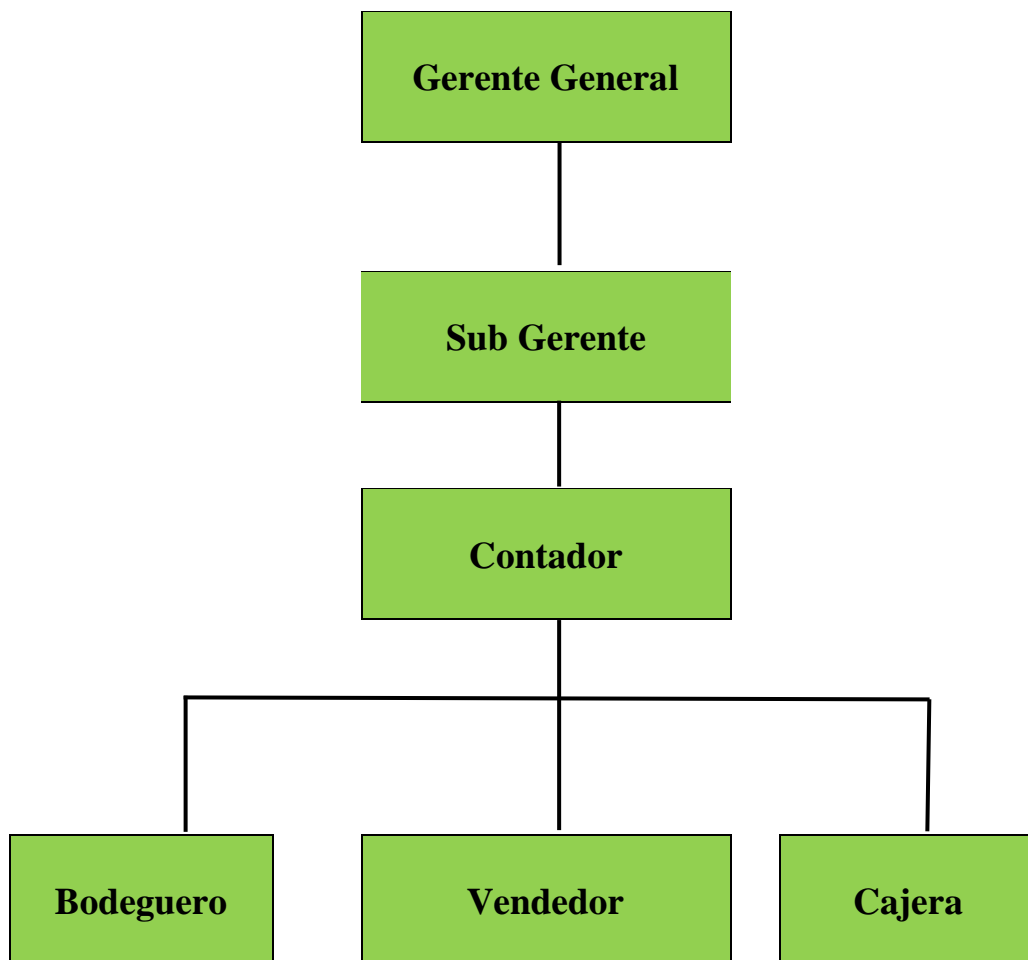 Gerente General
Sub Gerente
Contador
Bodeguero
Vendedor
Cajera